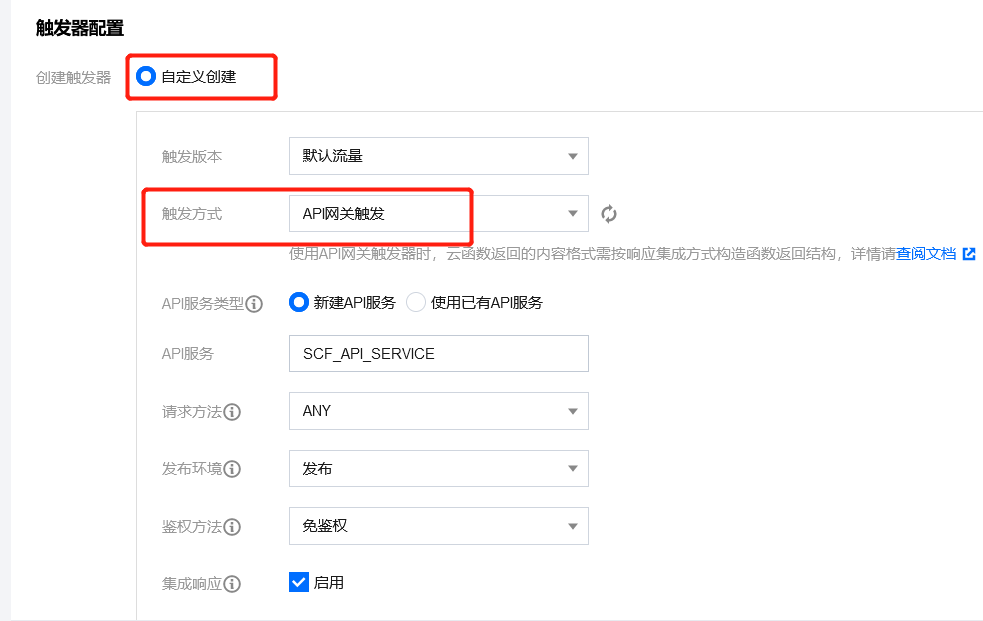 触发器配置
创建触发器 自定义创建
触发版本 默认流量
触发方式 API网关触发
使用API网关触发器时，云函数返回的内容格式需按响应集成方式构造函数返回结构，详情请查阅文档
API服务类型 新建API服务 使用已有API服务
API服务 SCF_API_SERVICE
请求方法 ANY
发布环境 发布
鉴权方法 免鉴权
集成响应 启用